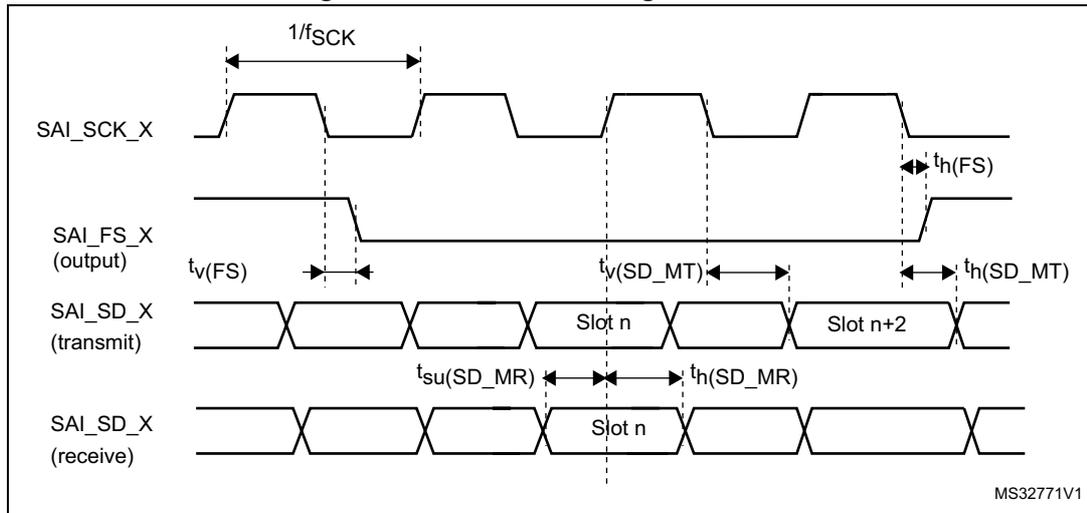 1/fSCK
SAI_SCK_X
th(FS)
SAI_FS_X
(output)
tv(FS)
tv(SD_MT)
th(SD_MT)
SAI_SD_X
(transmit)
Slot n
Slot n+2
tsu(SD_MR)
th(SD_MR)
SAI_SD_X
(receive)
Slot n
MS32771V1